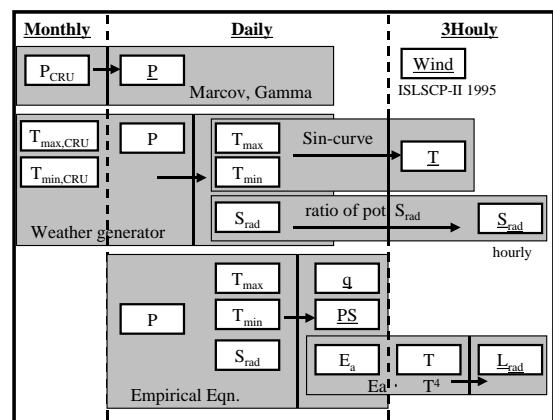 Monthly Daily 3Houly
P_CRU P Wind
Marcov, Gamma ISLSCP-II 1995
T_max,CRU P T_max Sin-curve
T_min,CRU T_min T
S_rad ratio of pot. S_rad S_rad
Weather generator
hourly
T_max q
P T_min PS
S_rad E_a T L_rad
Empirical Eqn. Ea · T⁴